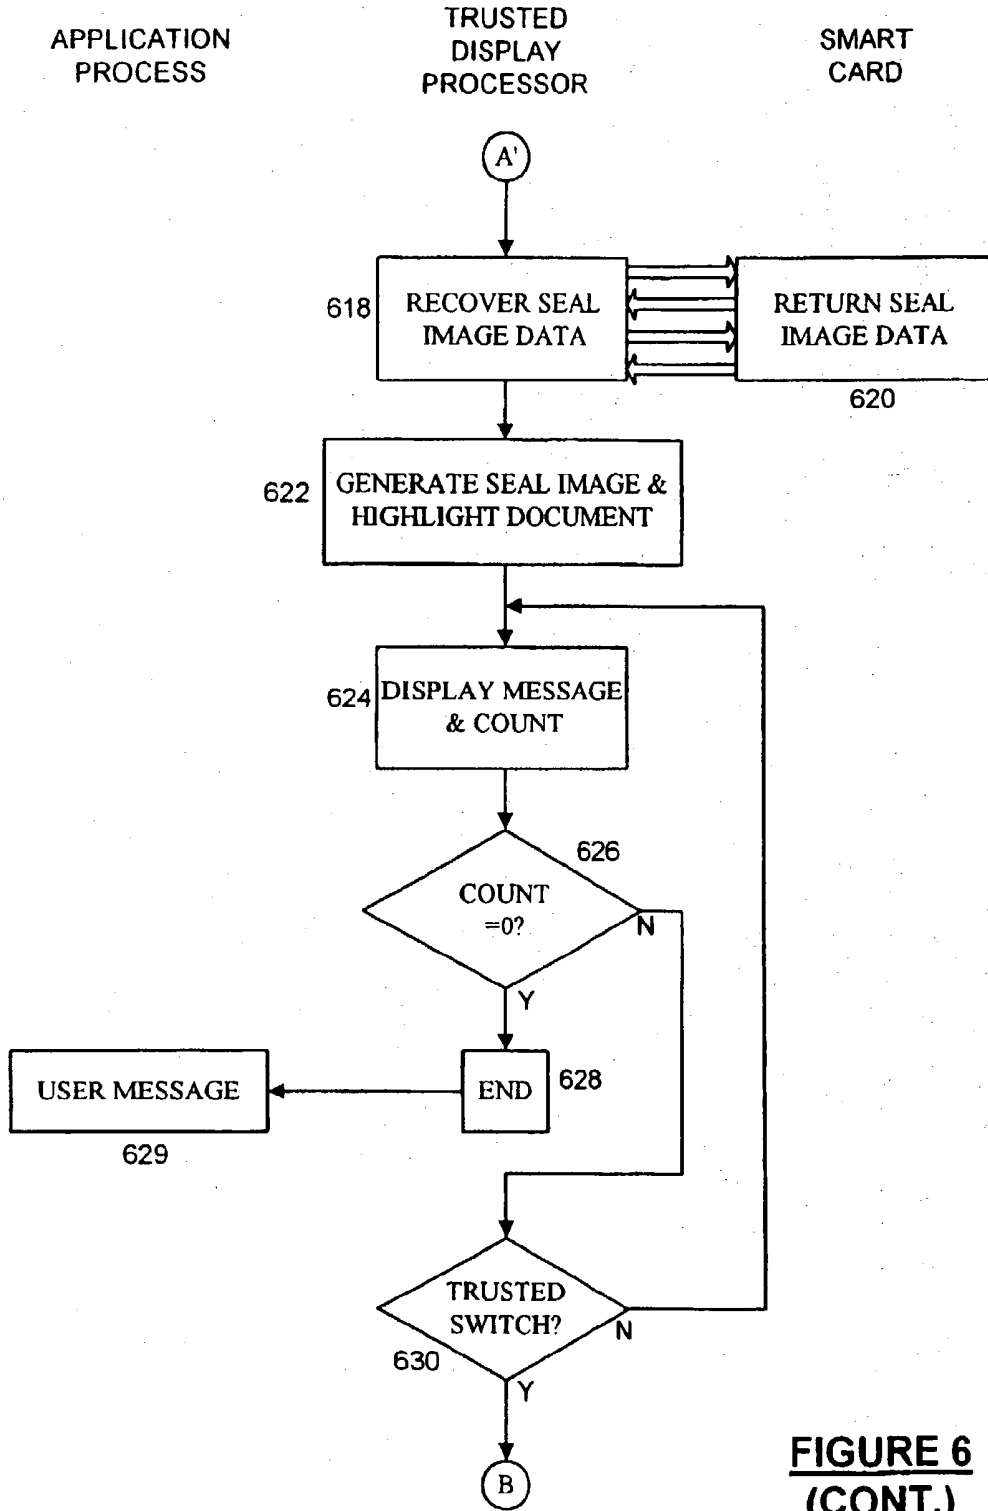 APPLICATION
PROCESS
TRUSTED
DISPLAY
PROCESSOR
SMART
CARD
A'
618
RECOVER SEAL
IMAGE DATA
RETURN SEAL
IMAGE DATA
620
622
GENERATE SEAL IMAGE &
HIGHLIGHT DOCUMENT
624
DISPLAY MESSAGE
& COUNT
626
COUNT
=0?
N
Y
USER MESSAGE
629
END
628
TRUSTED
SWITCH?
N
630
Y
B
FIGURE 6
(CONT.)